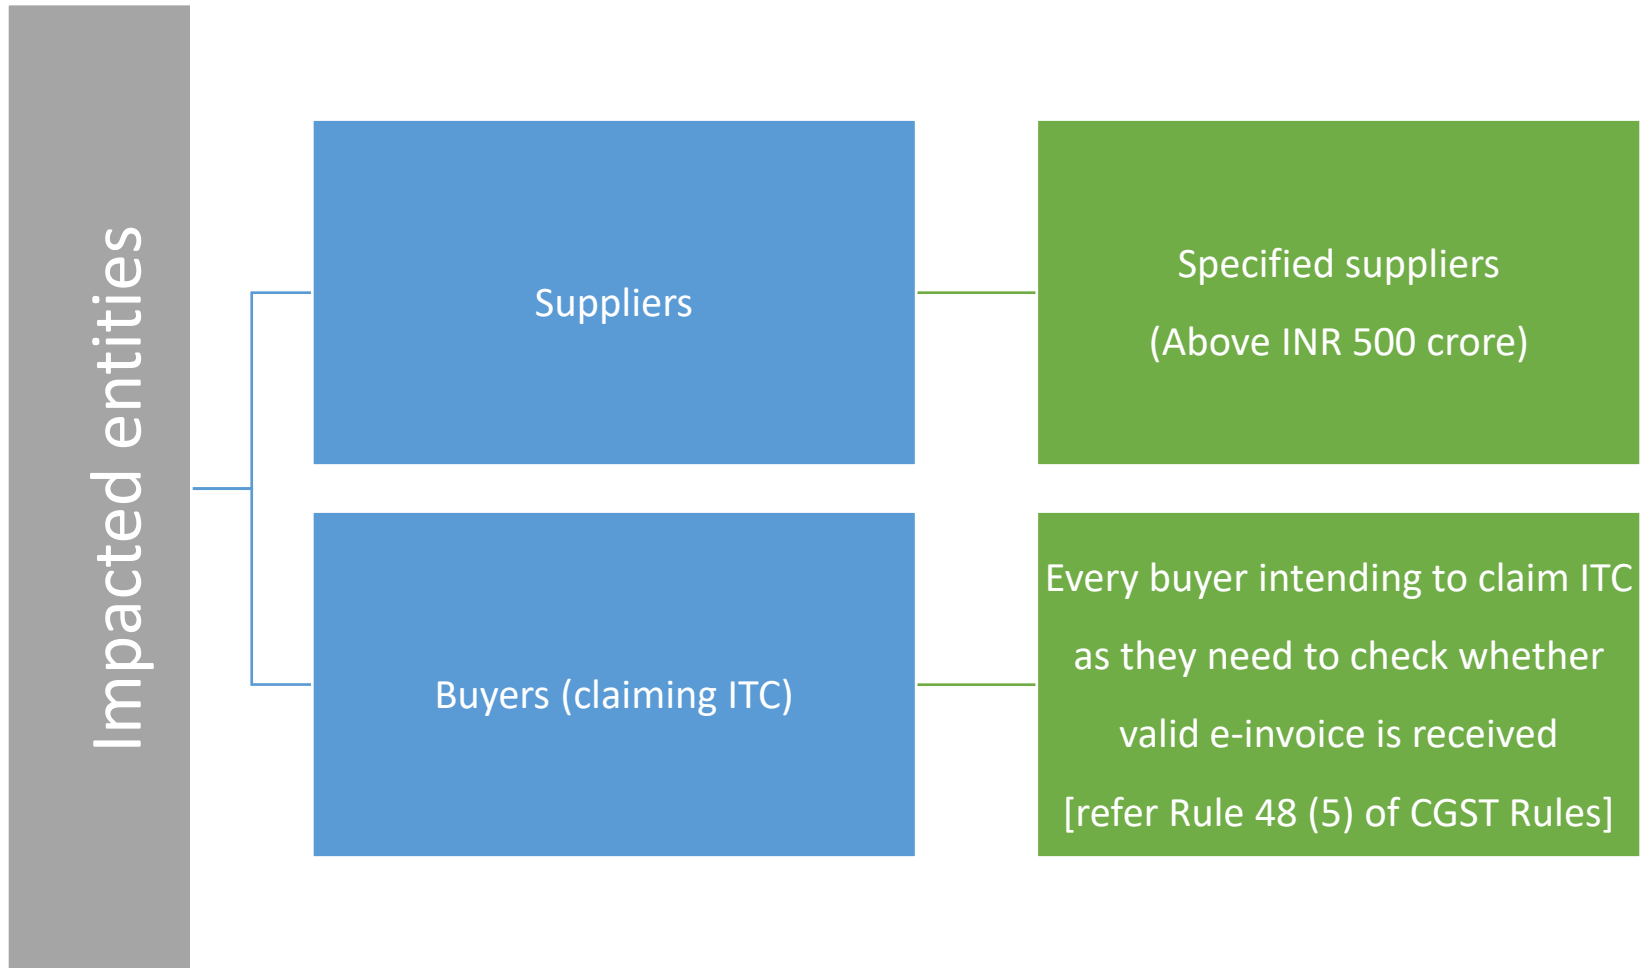 Impacted entities
Suppliers
Specified suppliers
(Above INR 500 crore)
Buyers (claiming ITC)
Every buyer intending to claim ITC
as they need to check whether
valid e-invoice is received
[refer Rule 48 (5) of CGST Rules]